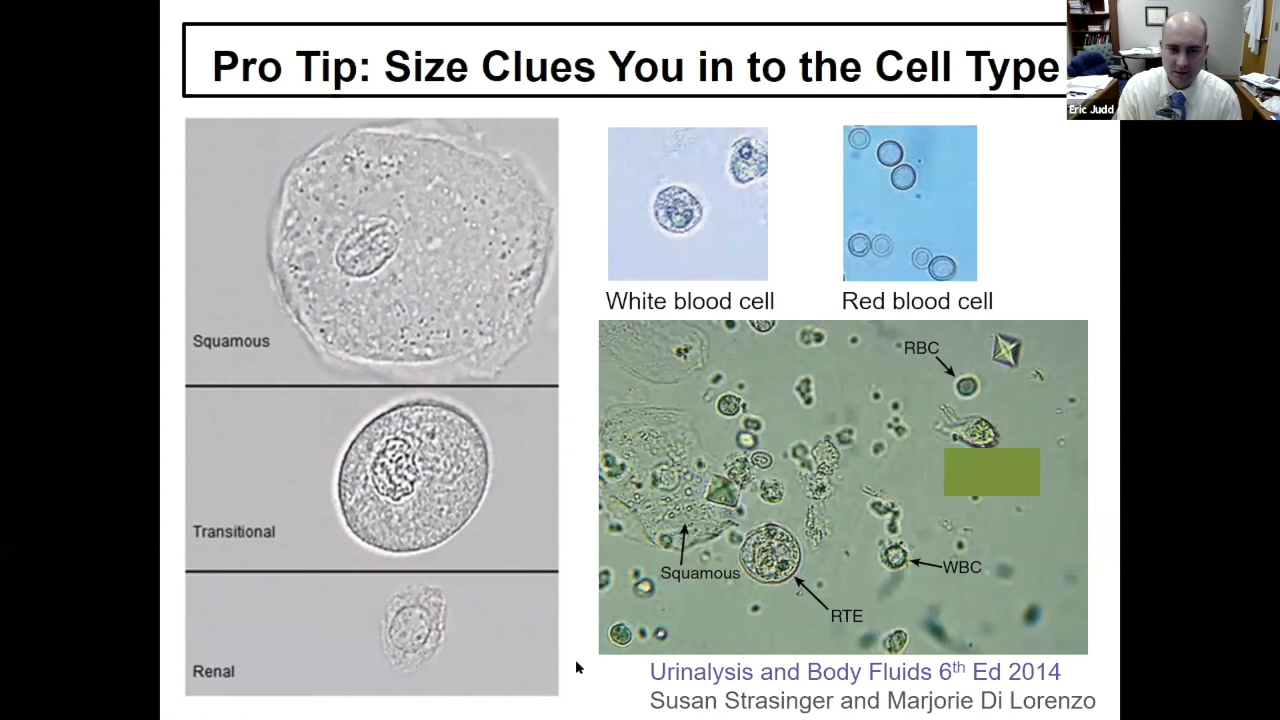 Pro Tip: Size Clues You in to the Cell Type
Eric Judd
Squamous
Transitional
Renal
White blood cell
Red blood cell
RBC
Squamous
WBC
RTE
Urinalysis and Body Fluids 6th Ed 2014
Susan Strasinger and Marjorie Di Lorenzo